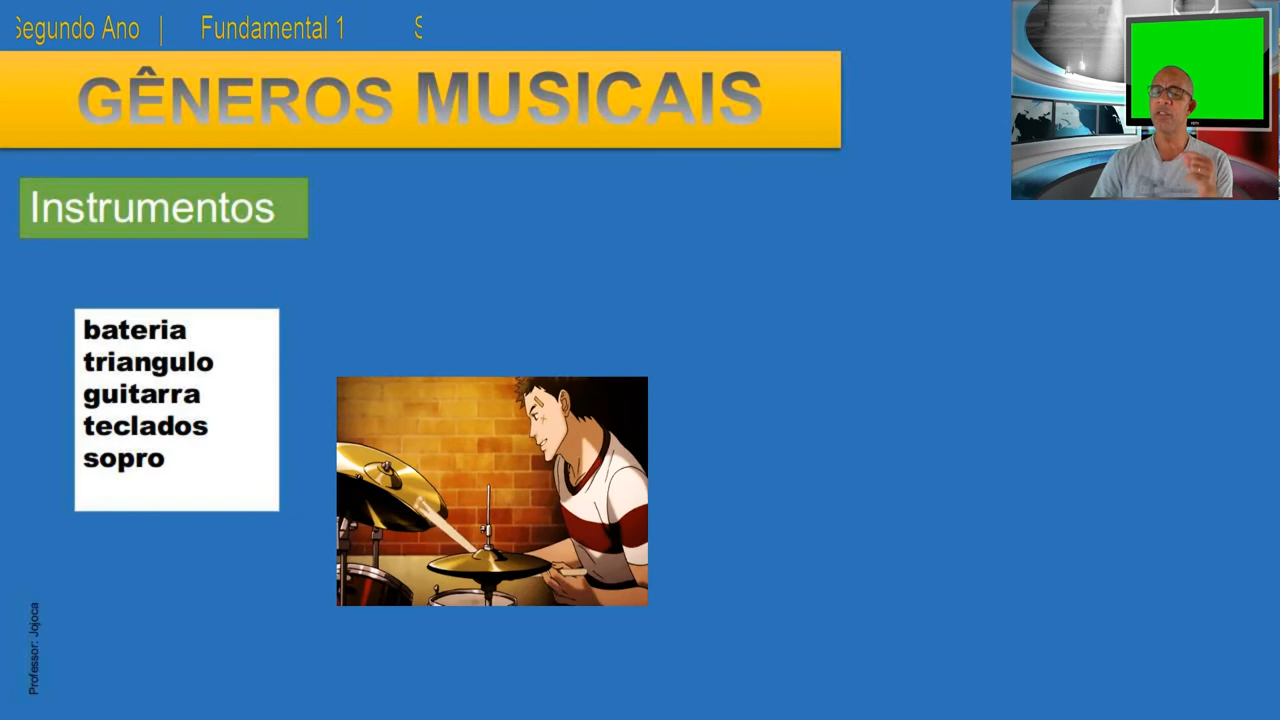 Segundo Ano | Fundamental 1 S
GÊNEROS MUSICAIS
Instrumentos
bateria
triangulo
guitarra
teclados
sopro
Professor: Jojoca